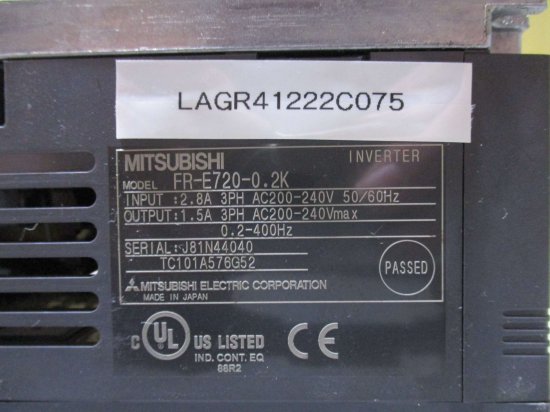 LAGR41222C075
MITSUBISHI INVERTER
MODEL FR-E720-0.2K
INPUT :2.8A 3PH AC200-240V 50/60Hz
OUTPUT:1.5A 3PH AC200-240Vmax
0.2-400Hz
SERIAL:J81N44040
TC101A576G52
PASSED
MITSUBISHI ELECTRIC CORPORATION
MADE IN JAPAN
C UL US LISTED CE
IND. CONT. EQ
88R2